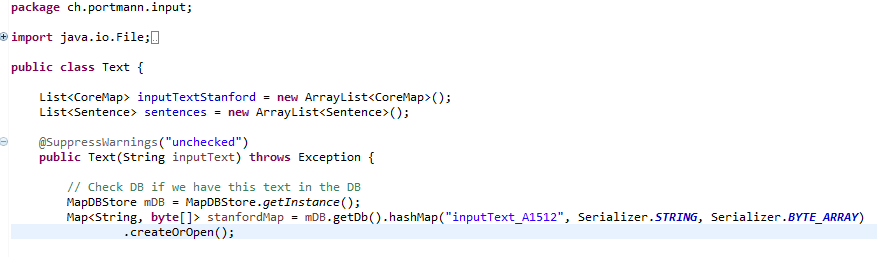 package ch.portmann.input;
import java.io.File;
public class Text {
List<CoreMap> inputTextStanford = new ArrayList<CoreMap>();
List<Sentence> sentences = new ArrayList<Sentence>();
@SuppressWarnings("unchecked")
public Text(String inputText) throws Exception {
// Check DB if we have this text in the DB
MapDBStore mDB = MapDBStore.getInstance();
Map<String, byte[]> stanfordMap = mDB.getDb().hashMap("inputText_A1512", Serializer.STRING, Serializer.BYTE_ARRAY)
.createOrOpen();